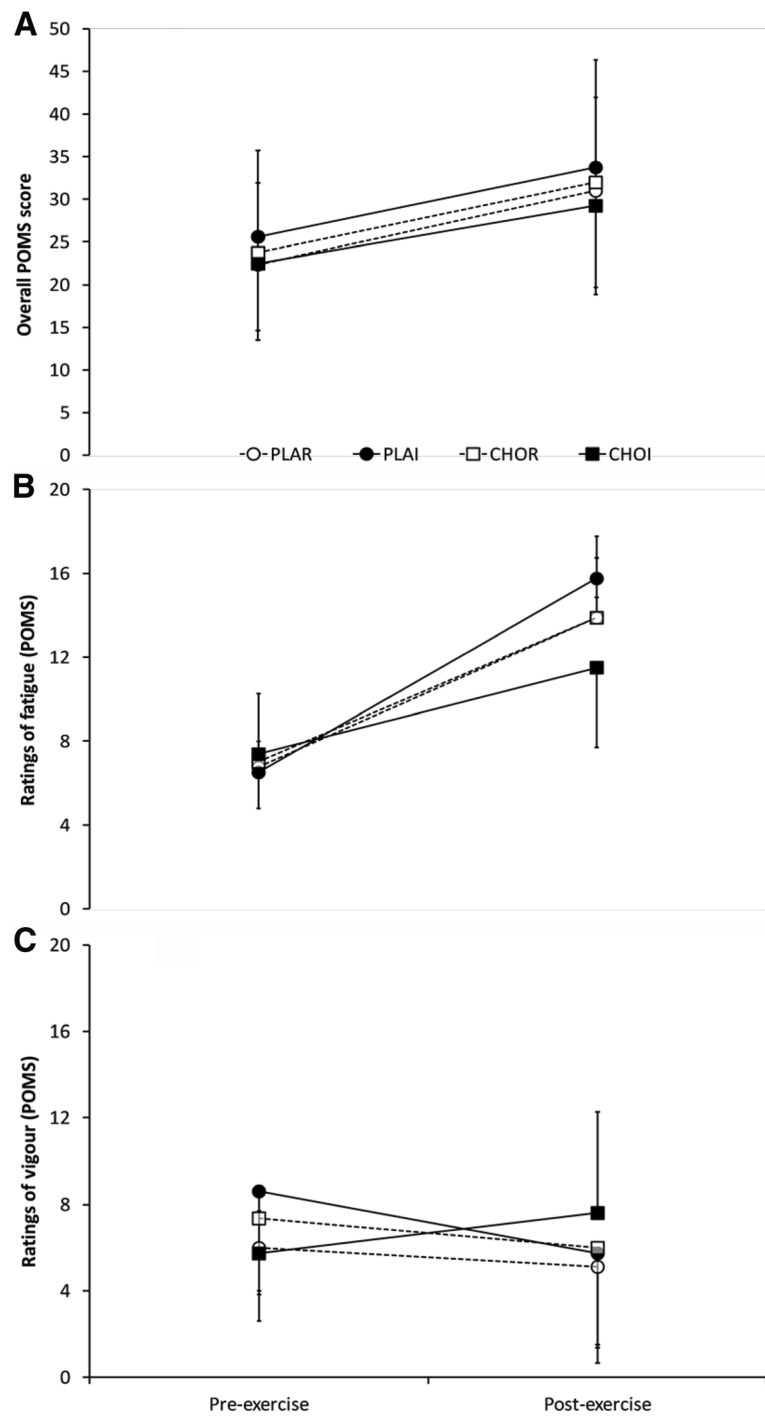 A
50
45
40
35
30
25
20
15
10
5
0
Overall POMS score
PLAR PLAI CHOR CHOI
B
20
16
12
8
4
0
Ratings of fatigue (POMS)
C
20
16
12
8
4
0
Ratings of vigour (POMS)
Pre-exercise Post-exercise